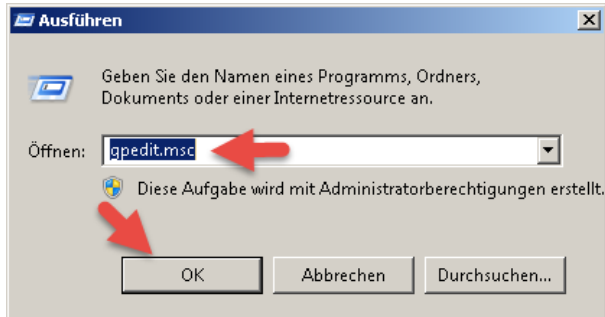 Ausführen
Geben Sie den Namen eines Programms, Ordners,
Dokuments oder einer Internetressource an.
Öffnen: gpedit.msc
Diese Aufgabe wird mit Administratorberechtigungen erstellt.
OK Abbrechen Durchsuchen...